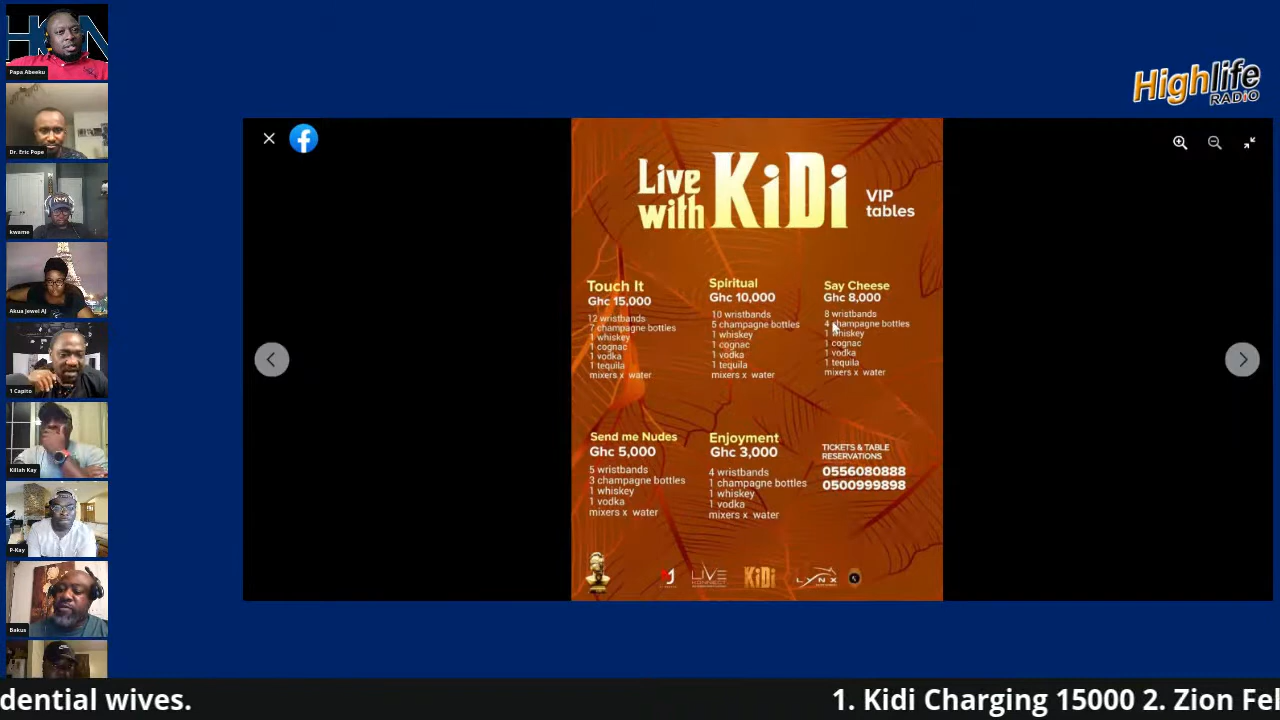 HKN
Papa Abeeku
Dr. Eric Pope
kwame
Akua Jewel AJ
1 Capito
Killah Kay
P-Kay
Bakus
Highlife
RADIO
Live
with KiDi
VIP
tables
Touch It
Ghc 15,000
12 wristbands
7 champagne bottles
1 whiskey
1 cognac
1 vodka
1 tequila
mixers x water
Spiritual
Ghc 10,000
10 wristbands
5 champagne bottles
1 whiskey
1 cognac
1 vodka
1 tequila
mixers x water
Say Cheese
Ghc 8,000
8 wristbands
4 champagne bottles
1 whiskey
1 cognac
1 vodka
1 tequila
mixers x water
Send me Nudes
Ghc 5,000
5 wristbands
3 champagne bottles
1 whiskey
1 vodka
mixers x water
Enjoyment
Ghc 3,000
4 wristbands
1 champagne bottles
1 whiskey
1 vodka
mixers x water
TICKETS & TABLE
RESERVATIONS
0556080888
0500999898
LIVE
KONNECT
KiDi
LYNX
dential wives. 1. Kidi Charging 15000 2. Zion Fel